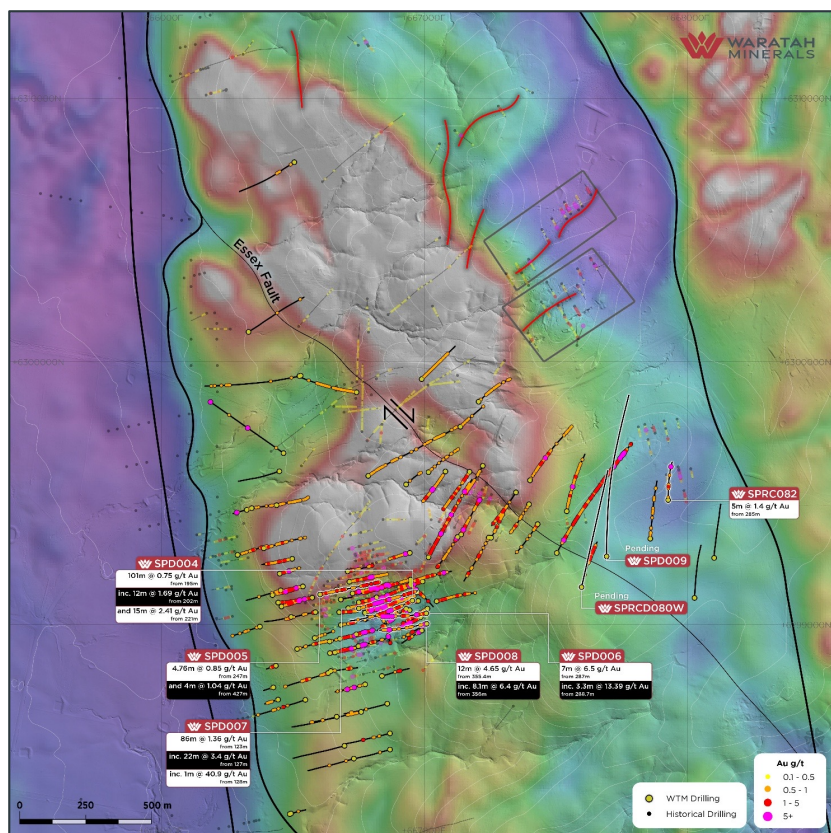 667000E
WARATAH
MINERALS
6310000N
Essex Fault
6300000N
SPRC082
5m @ 1.4 g/t Au
from 285m
Pending
SPD009
Pending
SPRCD080W
SPD004
101m @ 0.75 g/t Au
from 195m
inc. 12m @ 1.69 g/t Au
from 202m
and 15m @ 2.41 g/t Au
from 221m
SPD005
4.76m @ 0.85 g/t Au
from 247m
and 4m @ 1.04 g/t Au
from 427m
SPD008
12m @ 4.65 g/t Au
from 355.4m
inc. 8.1m @ 6.4 g/t Au
from 356m
SPD006
7m @ 6.5 g/t Au
from 287m
inc. 3.3m @ 13.39 g/t Au
from 288.7m
SPD007
86m @ 1.36 g/t Au
from 123m
inc. 22m @ 3.4 g/t Au
from 127m
inc. 1m @ 40.9 g/t Au
from 128m
0 250 500 m
WTM Drilling
Historical Drilling
Au g/t
0.1 - 0.5
0.5 - 1
1 - 5
5+